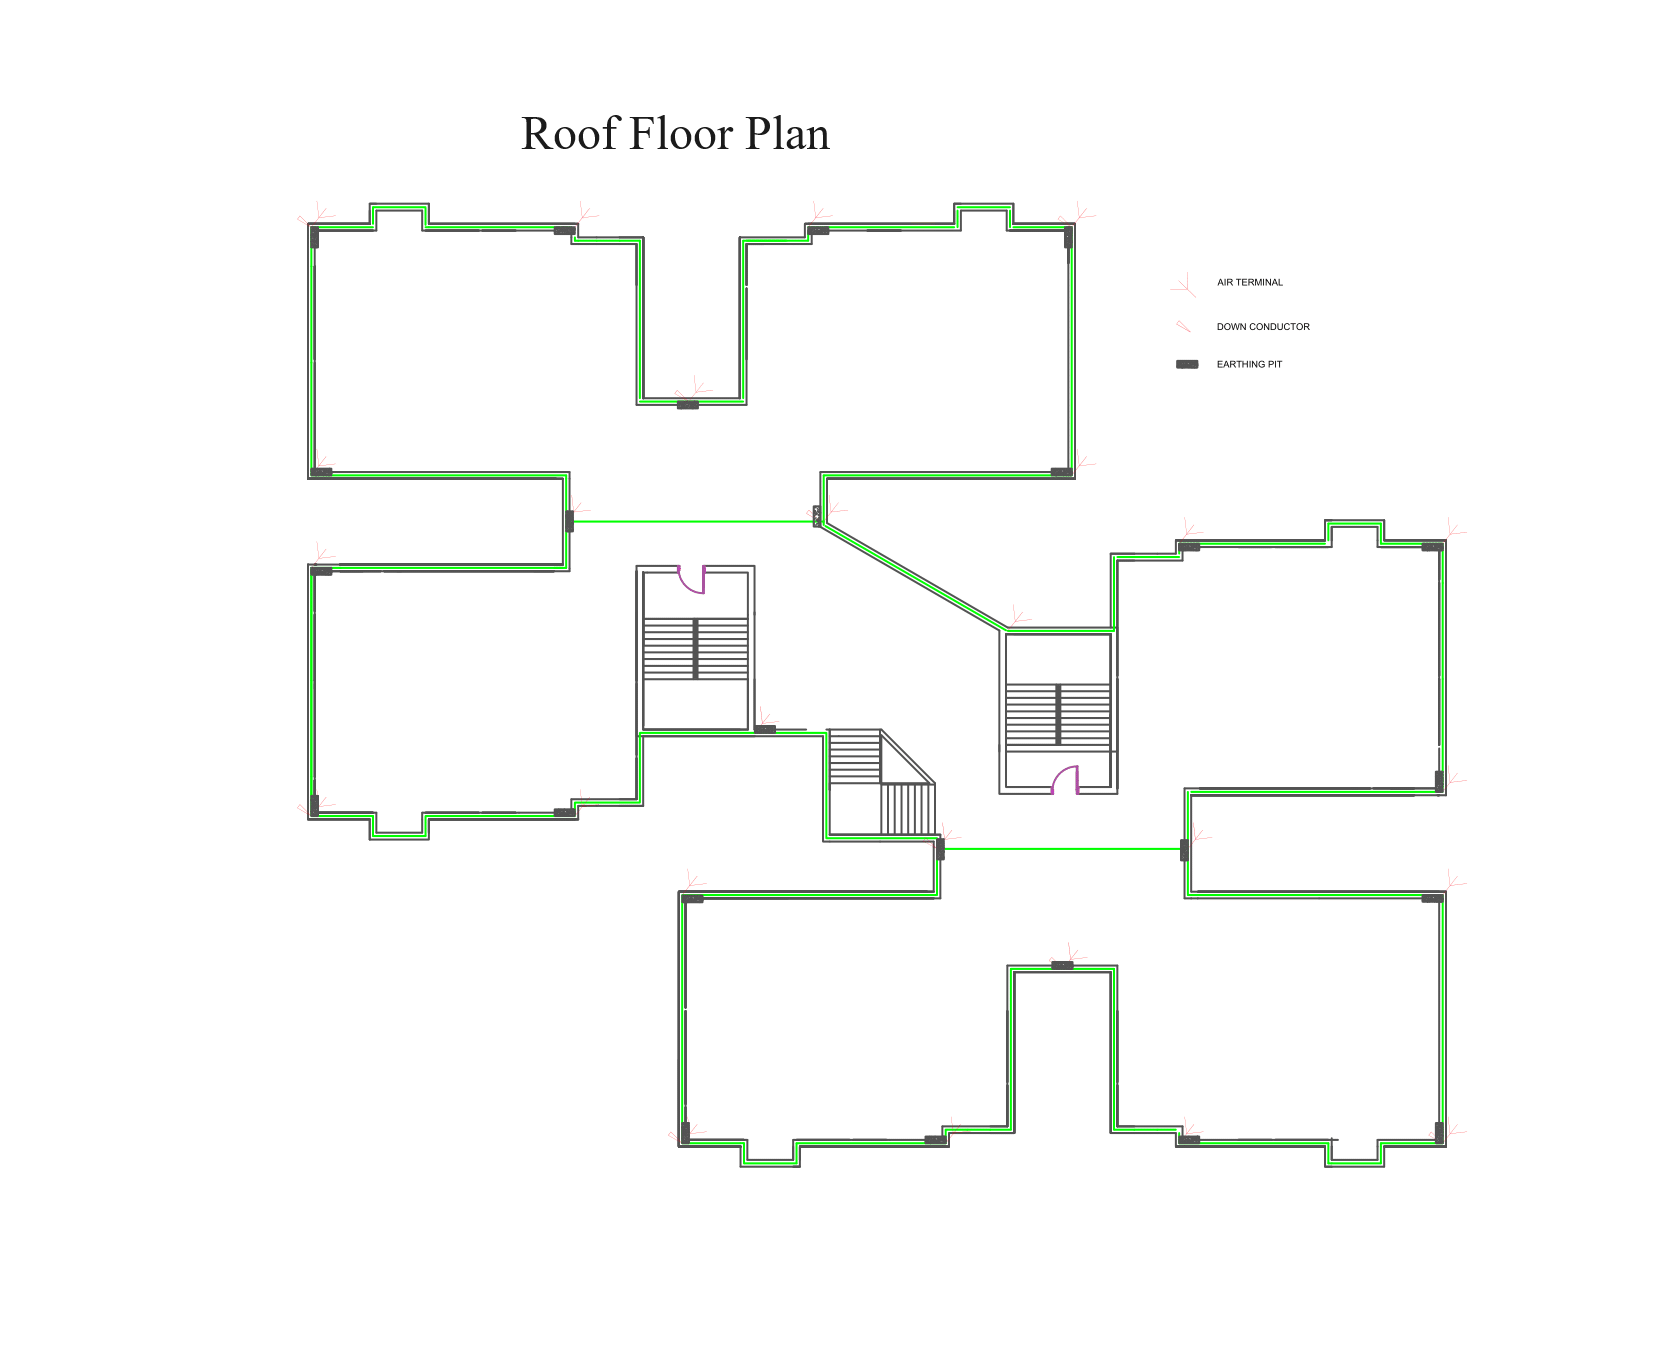 Roof Floor Plan
AIR TERMINAL
DOWN CONDUCTOR
EARTHING PIT